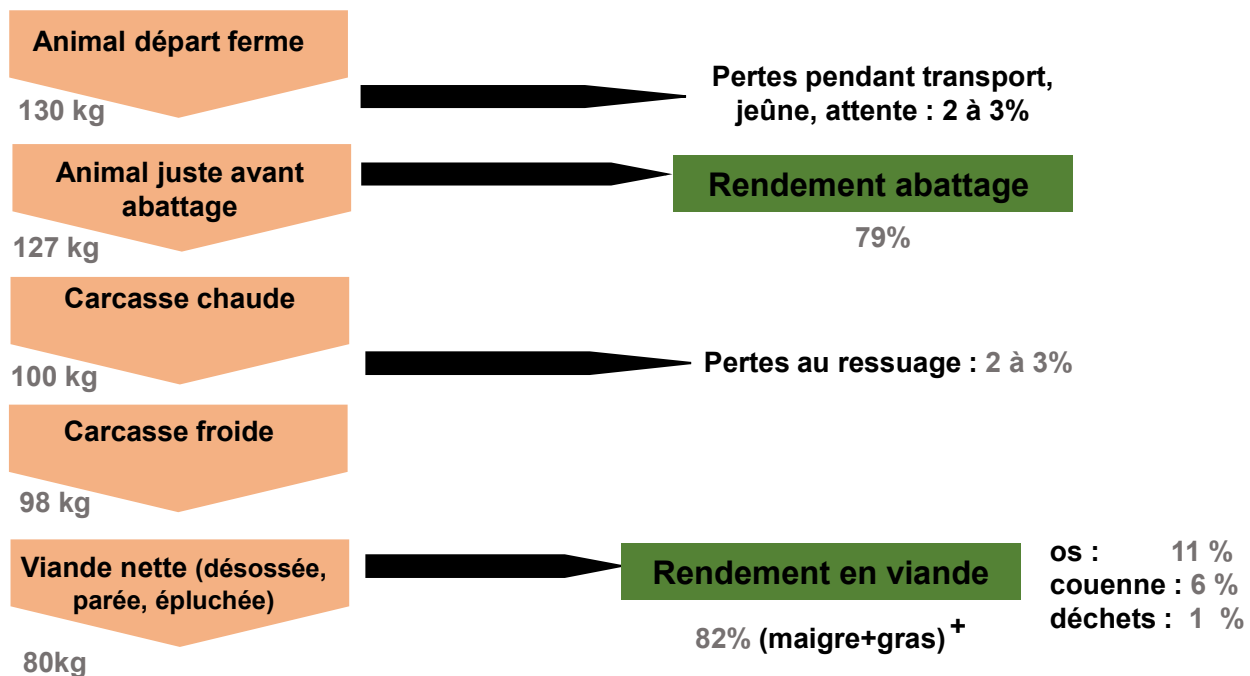 Animal départ ferme
130 kg
Pertes pendant transport,
jeûne, attente : 2 à 3%
Animal juste avant
abattage
127 kg
Rendement abattage
79%
Carcasse chaude
100 kg
Pertes au ressuage : 2 à 3%
Carcasse froide
98 kg
Viande nette (désossée,
parée, épluchée)
80kg
Rendement en viande
82% (maigre+gras) +
os : 11 %
couenne : 6 %
déchets : 1 %